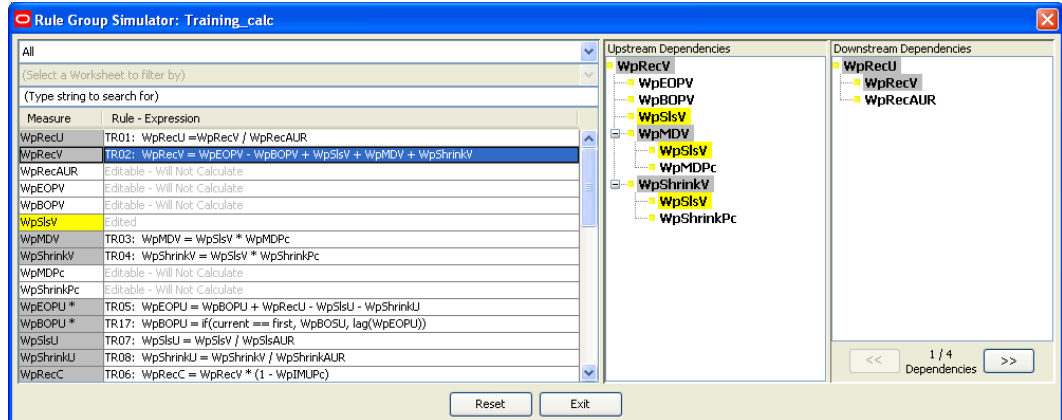 Rule Group Simulator: Training_calc
All
(Select a Worksheet to filter by)
(Type string to search for)
Measure Rule - Expression
WpRecU TR01: WpRecU =WpRecV / WpRecAUR
WpRecV TR02: WpRecV = WpEOPV - WpBOPV + WpSlsV + WpMDV + WpShrinkV
WpRecAUR Editable - Will Not Calculate
WpEOPV Editable - Will Not Calculate
WpBOPV Editable - Will Not Calculate
WpSlsV Edited
WpMDV TR03: WpMDV = WpSlsV * WpMDPc
WpShrinkV TR04: WpShrinkV = WpSlsV * WpShrinkPc
WpMDPc Editable - Will Not Calculate
WpShrinkPc Editable - Will Not Calculate
WpEOPU * TR05: WpEOPU = WpBOPU + WpRecU - WpSlsU - WpShrinkU
WpBOPU * TR17: WpBOPU = if(current == first, WpBOSU, lag(WpEOPU))
WpSlsU TR07: WpSlsU = WpSlsV / WpSlsAUR
WpShrinkU TR08: WpShrinkU = WpShrinkV / WpShrinkAUR
WpRecC TR06: WpRecC = WpRecV * (1 - WpIMUPc)
Upstream Dependencies
WpRecV
WpEOPV
WpBOPV
WpSlsV
WpMDV
WpSlsV
WpMDPc
WpShrinkV
WpSlsV
WpShrinkPc
Downstream Dependencies
WpRecU
WpRecV
WpRecAUR
<< 1 / 4 >>
Dependencies
Reset Exit